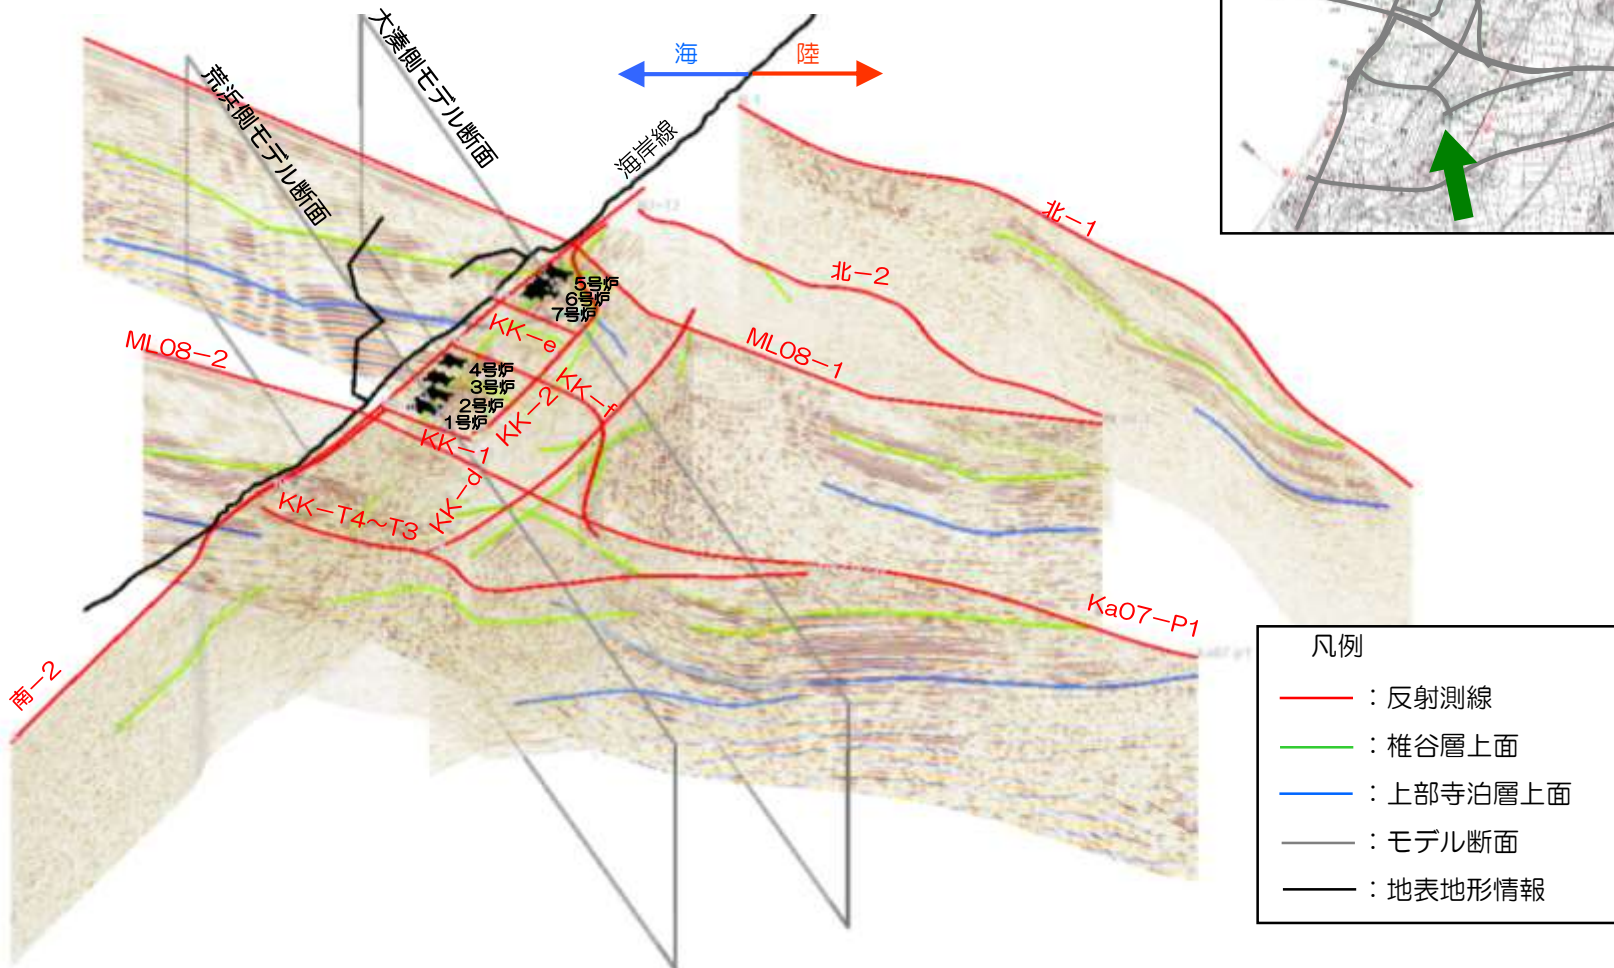 大湊側モデル断面
荒浜側モデル断面
海
陸
海岸線
北－1
北－2
5号炉
6号炉
7号炉
KK－e
ML08－2
ML08－1
4号炉
3号炉
2号炉
1号炉
KK－f
KK－2
KK－1
KK－d
KK－T4～T3
Ka07－P1
南－2
凡例
：反射測線
：椎谷層上面
：上部寺泊層上面
：モデル断面
：地表地形情報